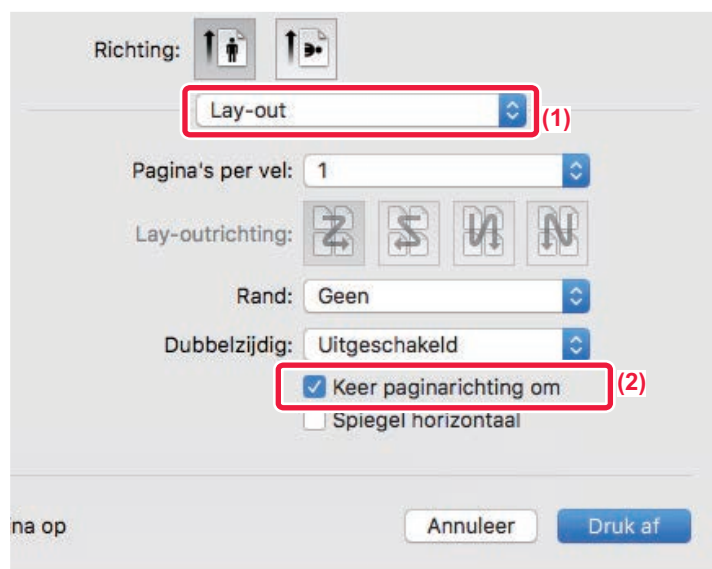 Richting:
Lay-out
(1)
Pagina's per vel: 1
Lay-outrichting:
Rand: Geen
Dubbelzijdig: Uitgeschakeld
Keer paginarichting om
(2)
Spiegel horizontaal
na op
Annuleer
Druk af